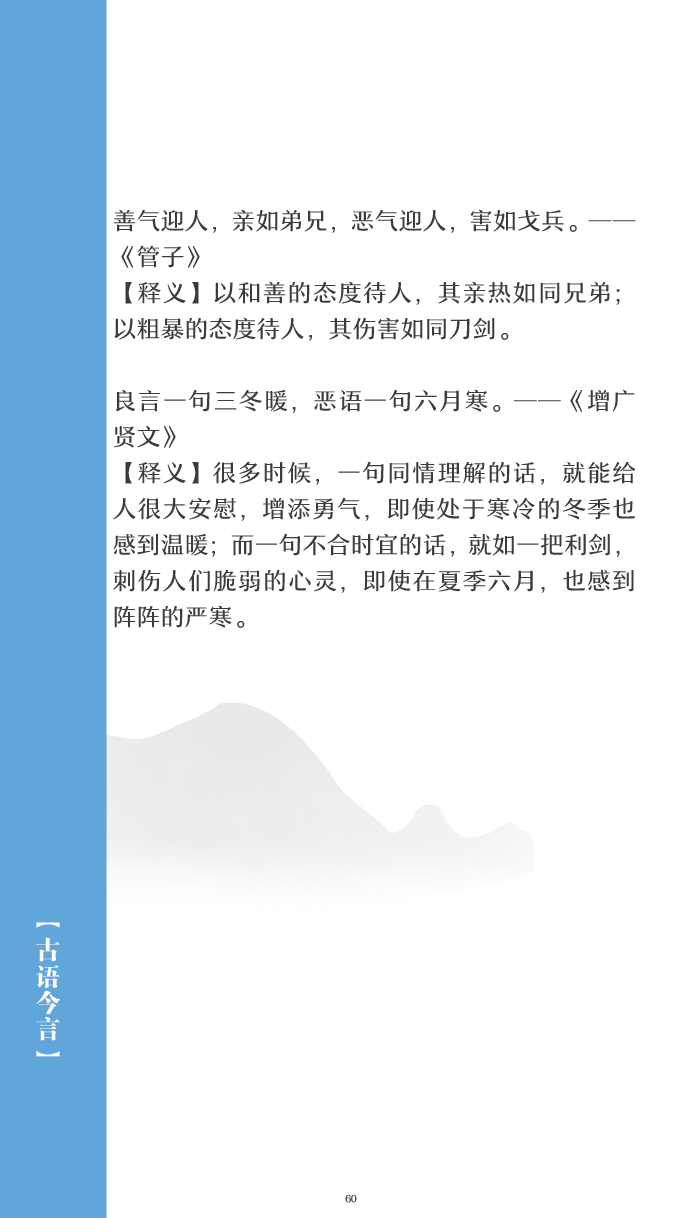 善气迎人，亲如弟兄，恶气迎人，害如戈兵。——
《管子》
【释义】以和善的态度待人，其亲热如同兄弟；
以粗暴的态度待人，其伤害如同刀剑。
良言一句三冬暖，恶语一句六月寒。——《增广
贤文》
【释义】很多时候，一句同情理解的话，就能给
人很大安慰，增添勇气，即使处于寒冷的冬季也
感到温暖；而一句不合时宜的话，就如一把利剑，
刺伤人们脆弱的心灵，即使在夏季六月，也感到
阵阵的严寒。
【古语今言】
60